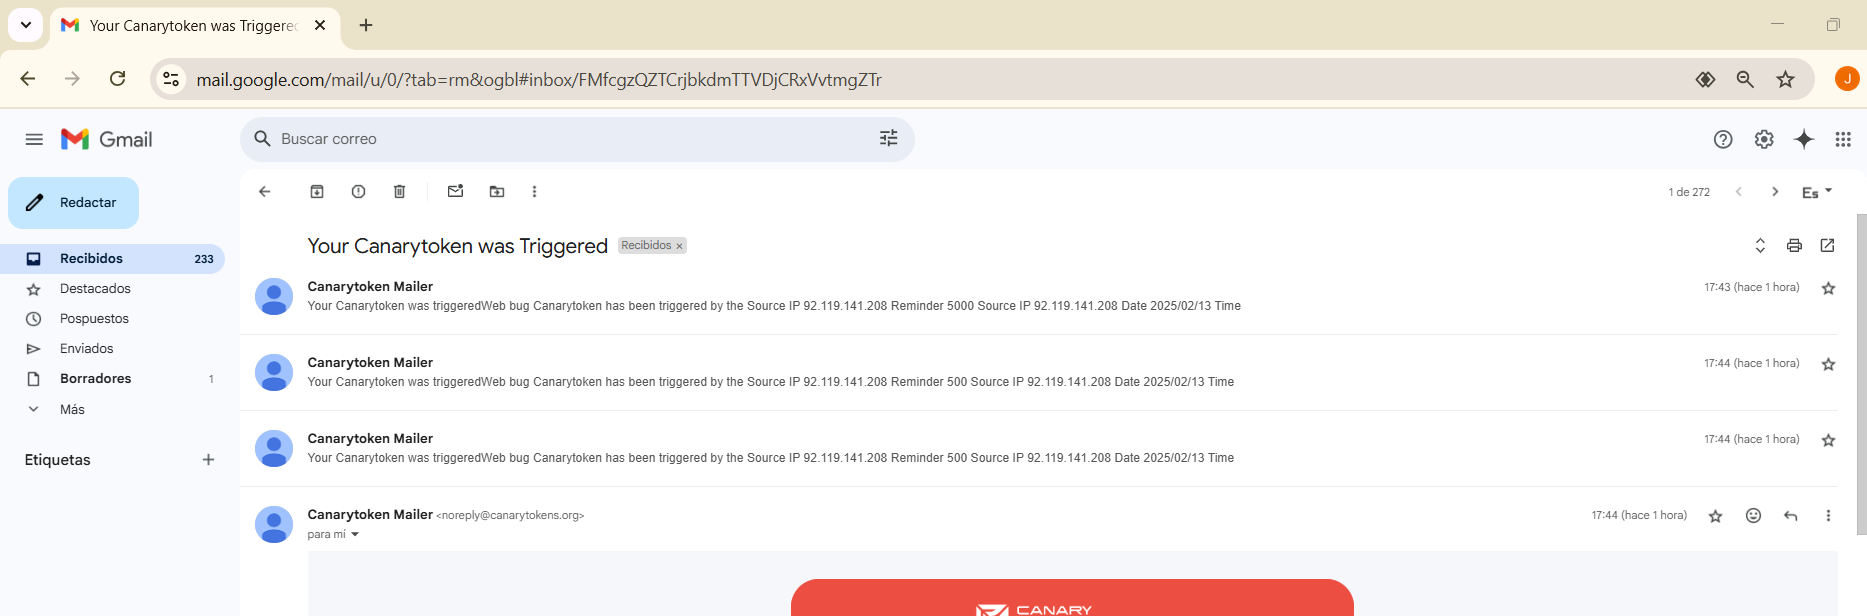 Your Canarytoken was Triggered
mail.google.com/mail/u/0/?tab=rm&ogbl#inbox/FMfcgzQZTCrjbkdmTTVDjCRxVvtmgZTr
J
Gmail
Buscar correo
Redactar
1 de 272
Es
Recibidos 233
Destacados
Pospuestos
Enviados
Borradores 1
Más
Etiquetas
Your Canarytoken was Triggered Recibidos
Canarytoken Mailer 17:43 (hace 1 hora)
Your Canarytoken was triggeredWeb bug Canarytoken has been triggered by the Source IP 92.119.141.208 Reminder 5000 Source IP 92.119.141.208 Date 2025/02/13 Time
Canarytoken Mailer 17:44 (hace 1 hora)
Your Canarytoken was triggeredWeb bug Canarytoken has been triggered by the Source IP 92.119.141.208 Reminder 500 Source IP 92.119.141.208 Date 2025/02/13 Time
Canarytoken Mailer 17:44 (hace 1 hora)
Your Canarytoken was triggeredWeb bug Canarytoken has been triggered by the Source IP 92.119.141.208 Reminder 500 Source IP 92.119.141.208 Date 2025/02/13 Time
Canarytoken Mailer <noreply@canarytokens.org> 17:44 (hace 1 hora)
para mí
CANARY